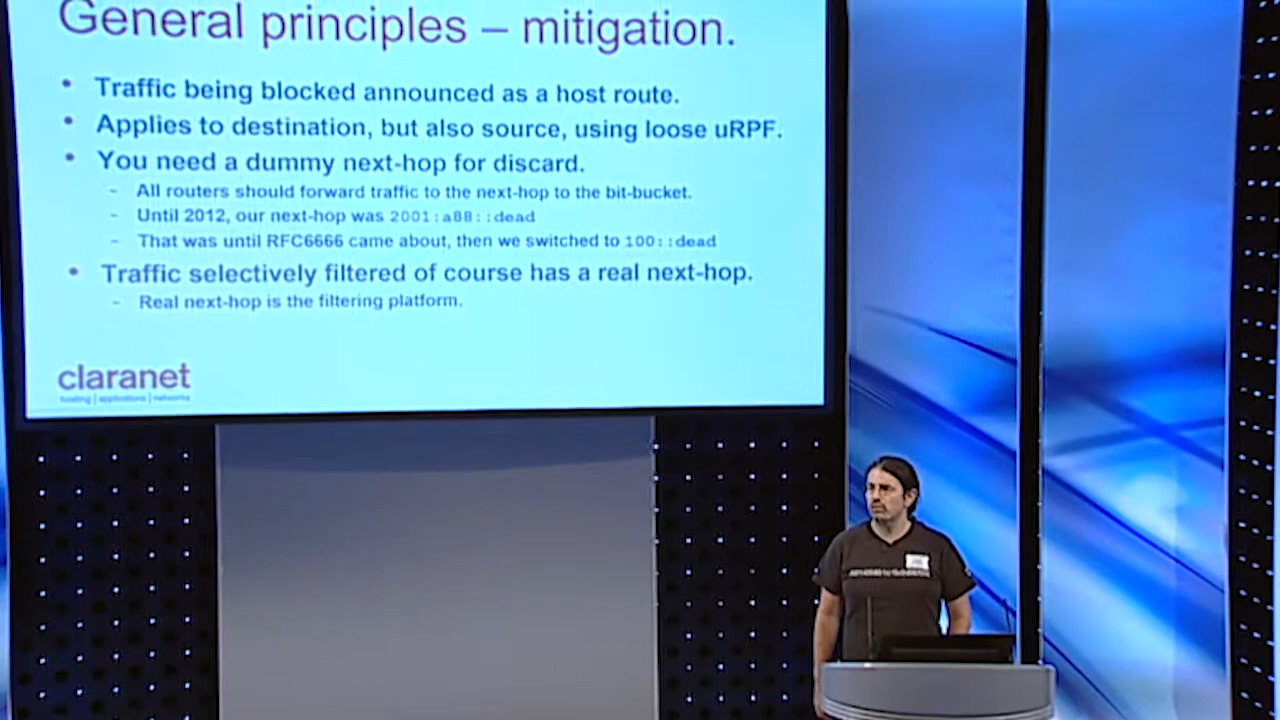 General principles – mitigation.
• Traffic being blocked announced as a host route.
• Applies to destination, but also source, using loose uRPF.
• You need a dummy next-hop for discard.
– All routers should forward traffic to the next-hop to the bit-bucket.
– Until 2012, our next-hop was 2001:a88::dead
– That was until RFC6666 came about, then we switched to 100::dead
• Traffic selectively filtered of course has a real next-hop.
– Real next-hop is the filtering platform.
claranet
hosting | applications | networks